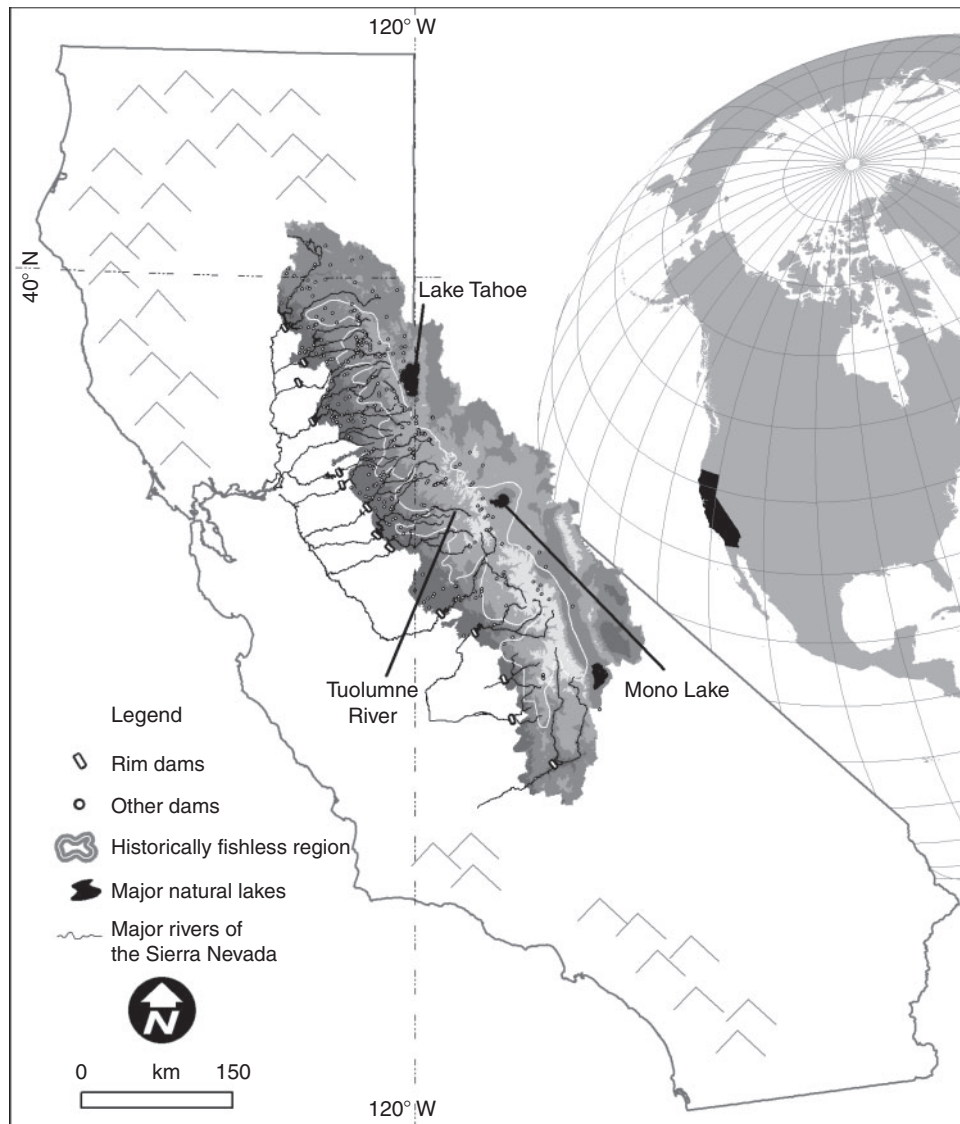 120° W
40° N
Lake Tahoe
Tuolumne
River
Mono Lake
Legend
Rim dams
Other dams
Historically fishless region
Major natural lakes
Major rivers of
the Sierra Nevada
N
0 km 150
120° W